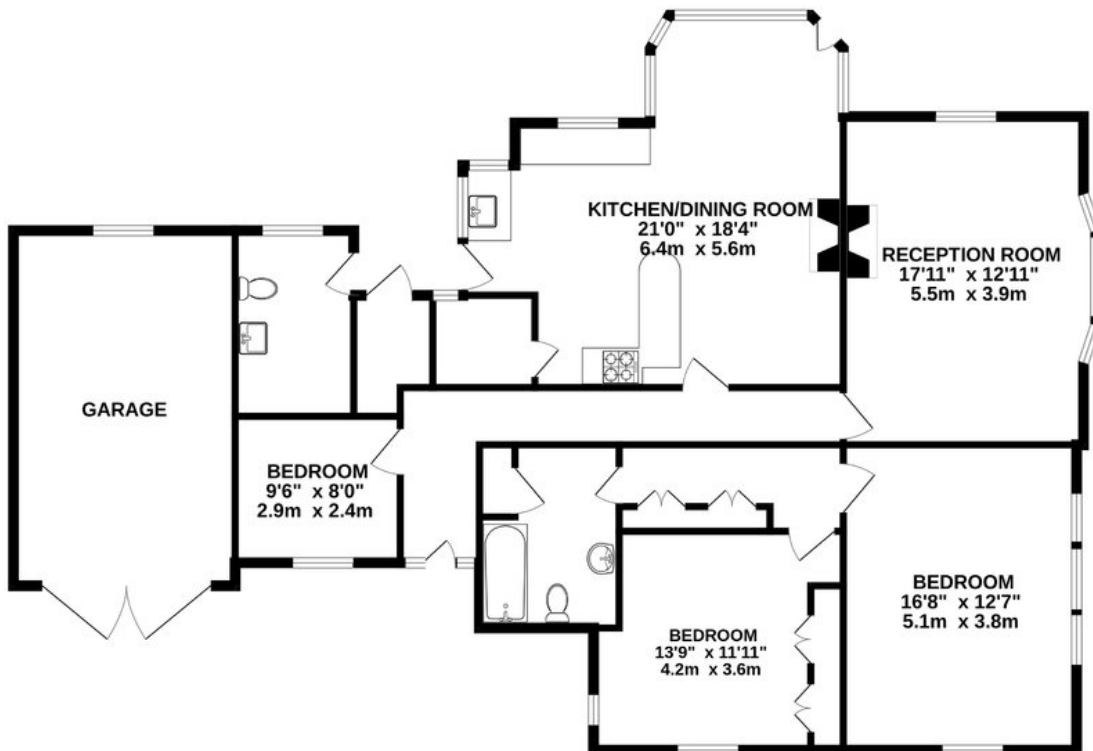 KITCHEN/DINING ROOM
21'0" x 18'4"
6.4m x 5.6m
RECEPTION ROOM
17'11" x 12'11"
5.5m x 3.9m
GARAGE
BEDROOM
9'6" x 8'0"
2.9m x 2.4m
BEDROOM
13'9" x 11'11"
4.2m x 3.6m
BEDROOM
16'8" x 12'7"
5.1m x 3.8m